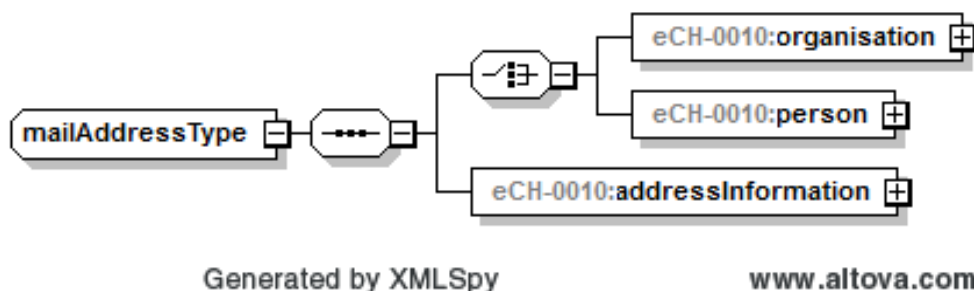 eCH-0010:organisation
mailAddressType
eCH-0010:person
eCH-0010:addressInformation
Generated by XMLSpy
www.altova.com